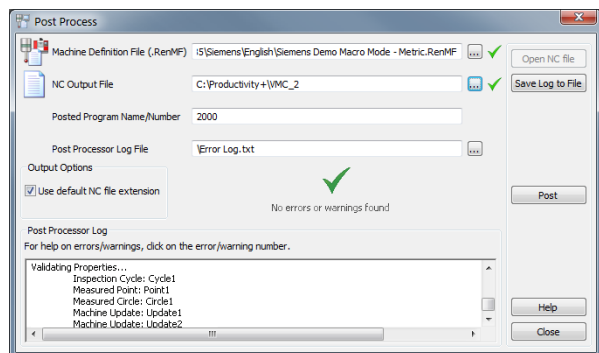 Post Process
Machine Definition File (.RenMF) I5\Siemens\English\Siemens Demo Macro Mode - Metric.RenMF ... Open NC file
NC Output File C:\Productivity+\VMC_2 ... Save Log to File
Posted Program Name/Number 2000
Post Processor Log File \Error Log.txt ...
Output Options
Use default NC file extension
No errors or warnings found
Post
Post Processor Log
For help on errors/warnings, click on the error/warning number.
Validating Properties...
Inspection Cycle: Cycle1
Measured Point: Point1
Measured Circle: Circle1
Machine Update: Update1
Machine Update: Update2
Help
Close